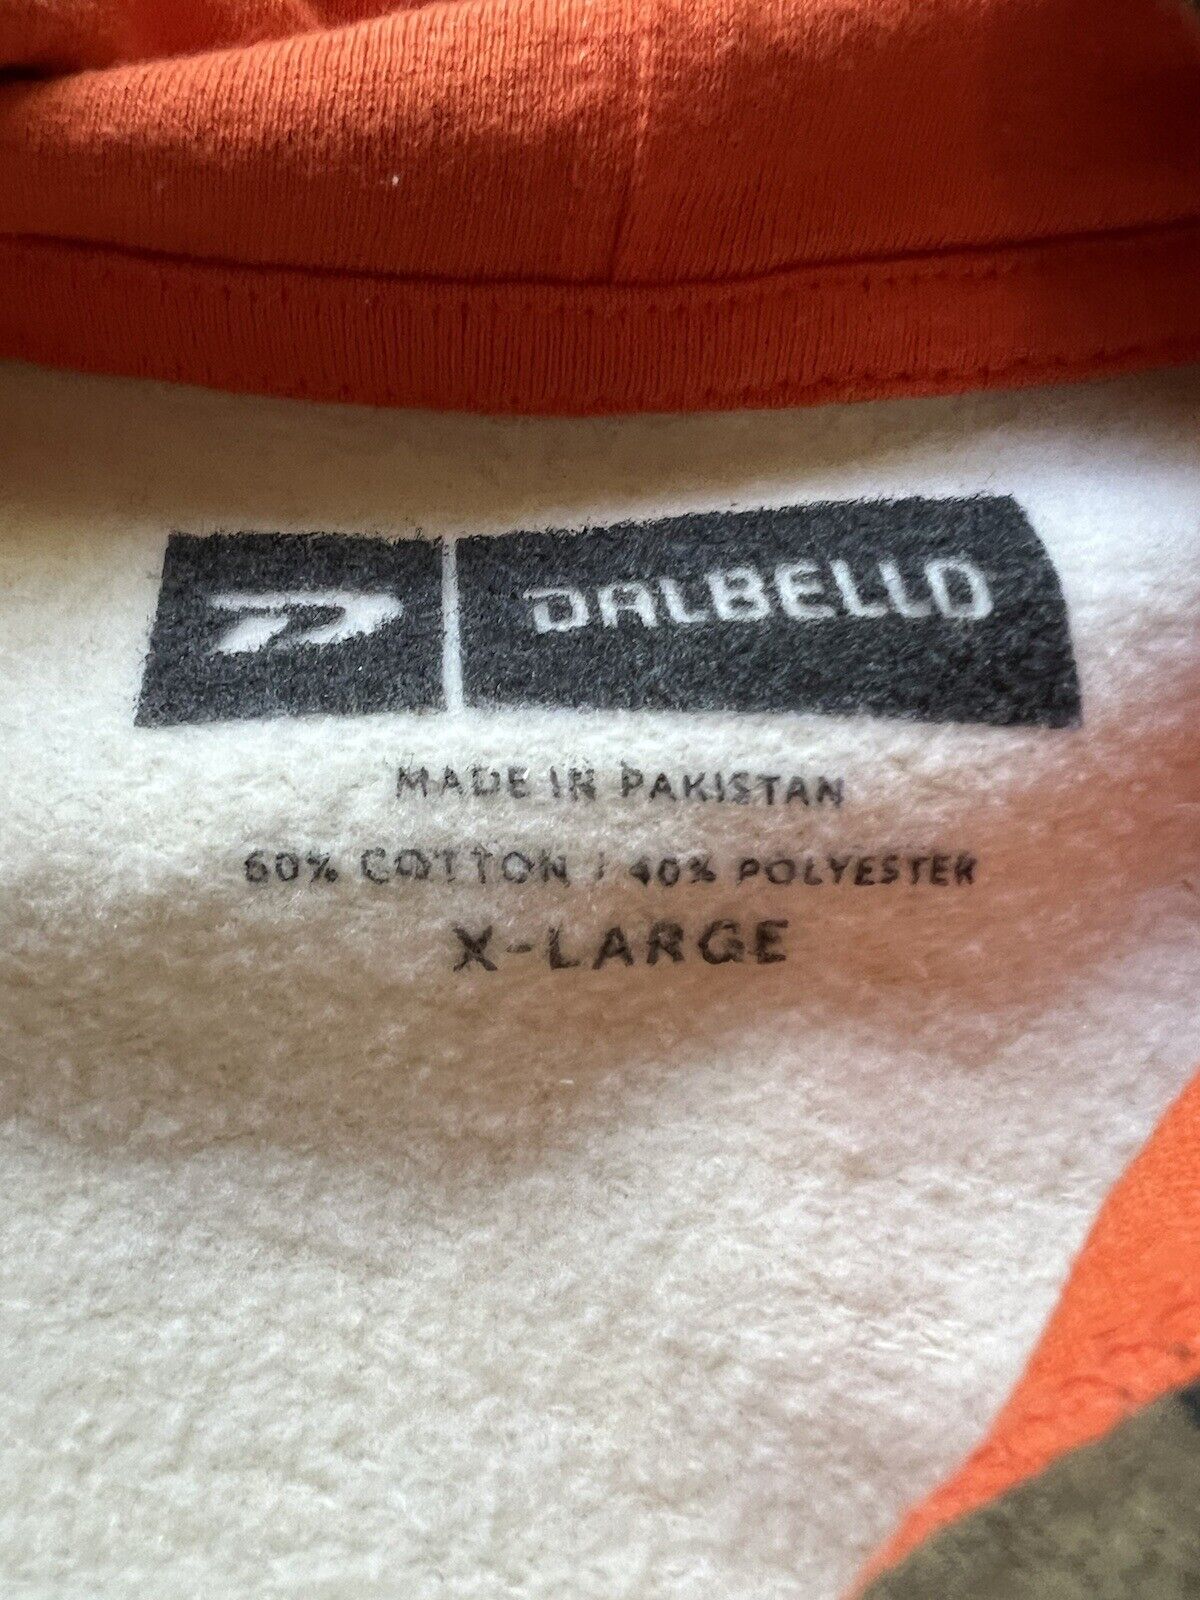 DALBELLO
MADE IN PAKISTAN
60% COTTON / 40% POLYESTER
X-LARGE